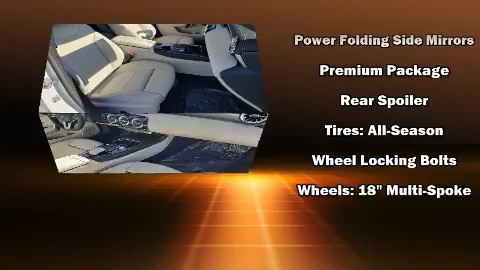 Power Folding Side Mirrors
Premium Package
Rear Spoiler
Tires: All-Season
Wheel Locking Bolts
Wheels: 18" Multi-Spoke